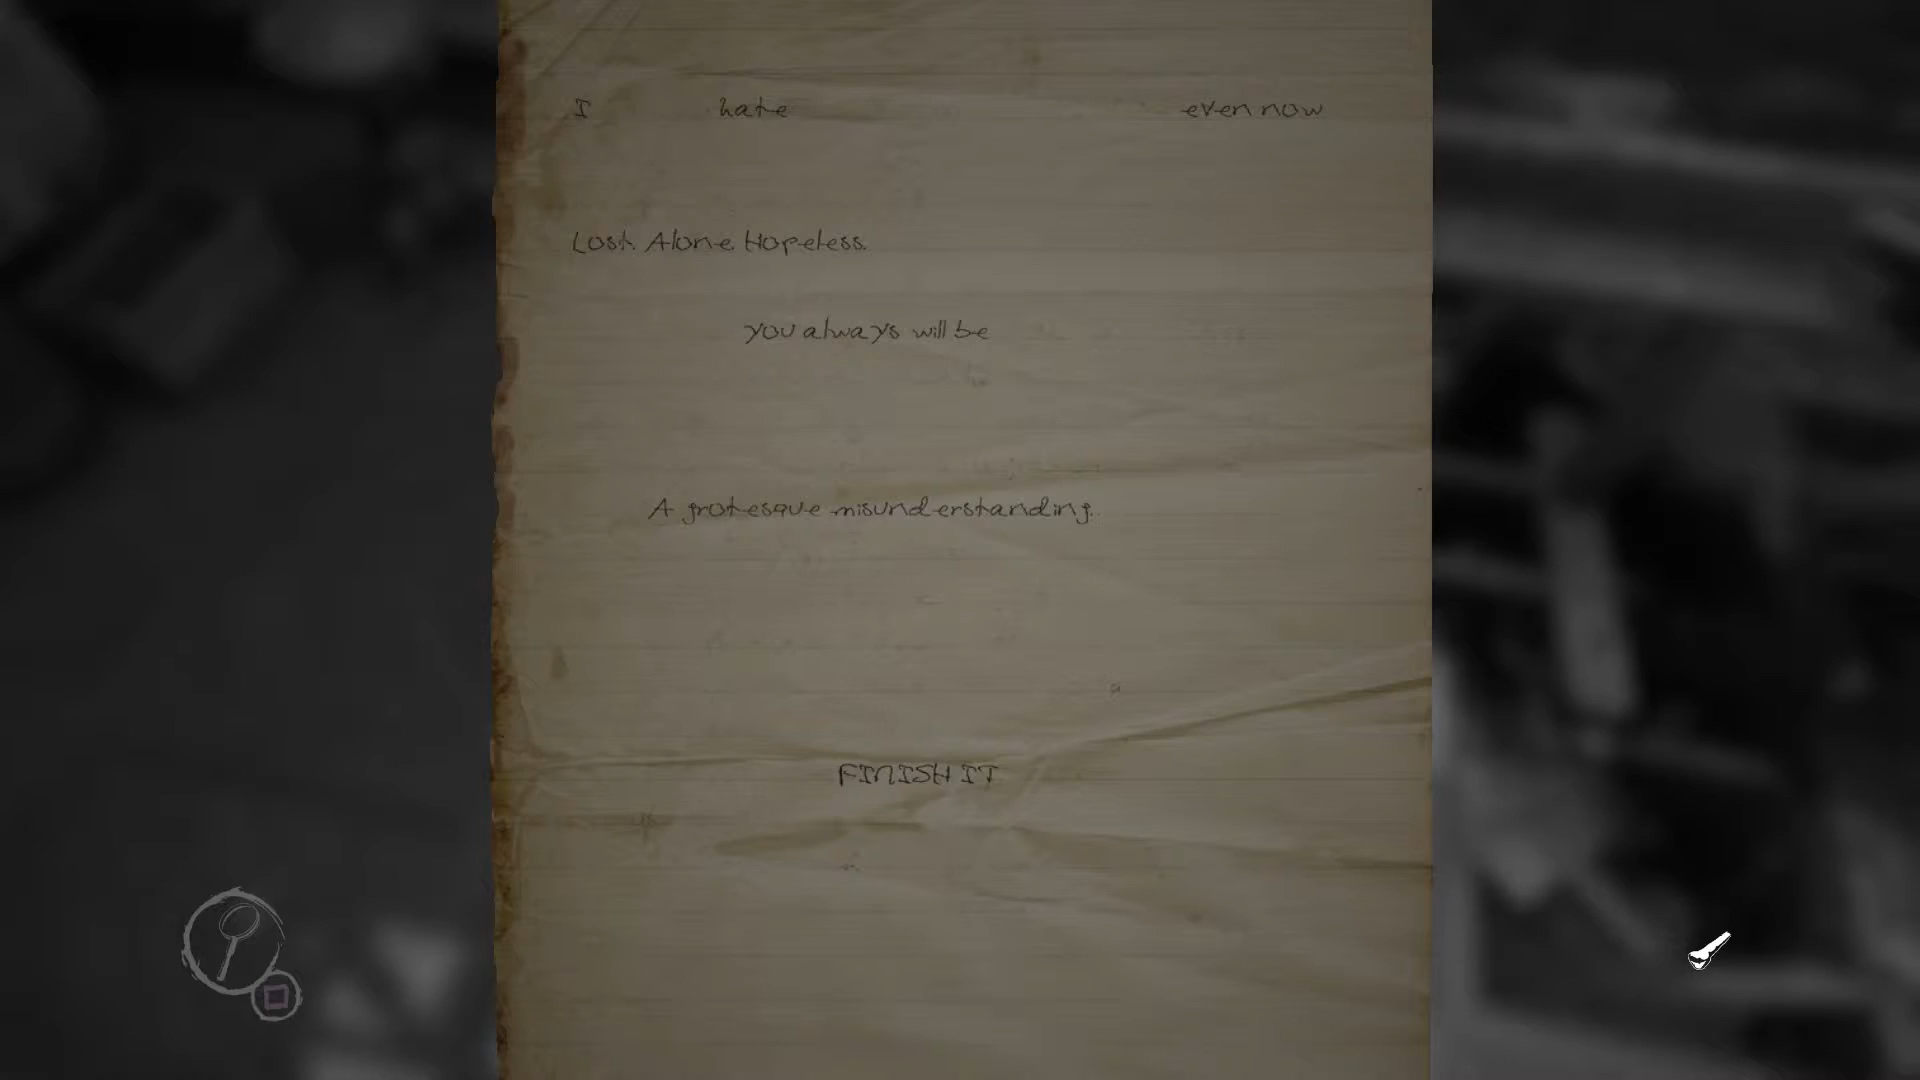 I hate even now
Lost. Alone. Hopeless.
you always will be
A grotesque misunderstanding.
FINISH IT